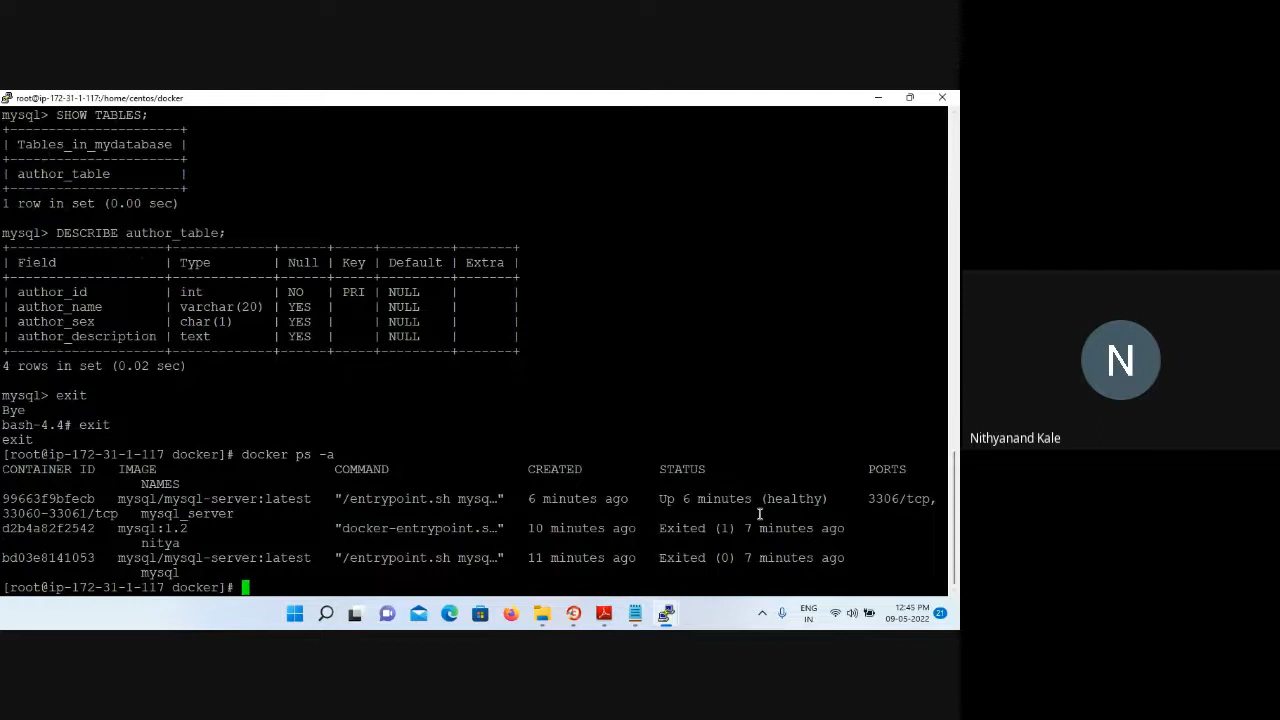 root@ip-172-31-1-117:/home/centos/docker
mysql> SHOW TABLES;
+---------------------+
| Tables_in_mydatabase |
+---------------------+
| author_table |
+---------------------+
1 row in set (0.00 sec)
mysql> DESCRIBE author_table;
+--------------------+-------------+------+-----+---------+-------+
| Field | Type | Null | Key | Default | Extra |
+--------------------+-------------+------+-----+---------+-------+
| author_id | int | NO | PRI | NULL | |
| author_name | varchar(20) | YES | | NULL | |
| author_sex | char(1) | YES | | NULL | |
| author_description | text | YES | | NULL | |
+--------------------+-------------+------+-----+---------+-------+
4 rows in set (0.02 sec)
mysql> exit
Bye
bash-4.4# exit
exit
[root@ip-172-31-1-117 docker]# docker ps -a
CONTAINER ID IMAGE COMMAND CREATED STATUS PORTS
NAMES
99663f9bfecb mysql/mysql-server:latest "/entrypoint.sh mysq…" 6 minutes ago Up 6 minutes (healthy) 3306/tcp,
33060-33061/tcp mysql_server
d2b4a82f2542 mysql:1.2 "docker-entrypoint.s…" 10 minutes ago Exited (1) 7 minutes ago
nitya
bd03e8141053 mysql/mysql-server:latest "/entrypoint.sh mysq…" 11 minutes ago Exited (0) 7 minutes ago
mysql
[root@ip-172-31-1-117 docker]#
N
Nithyanand Kale
ENG
IN
12:45 PM
09-05-2022
21